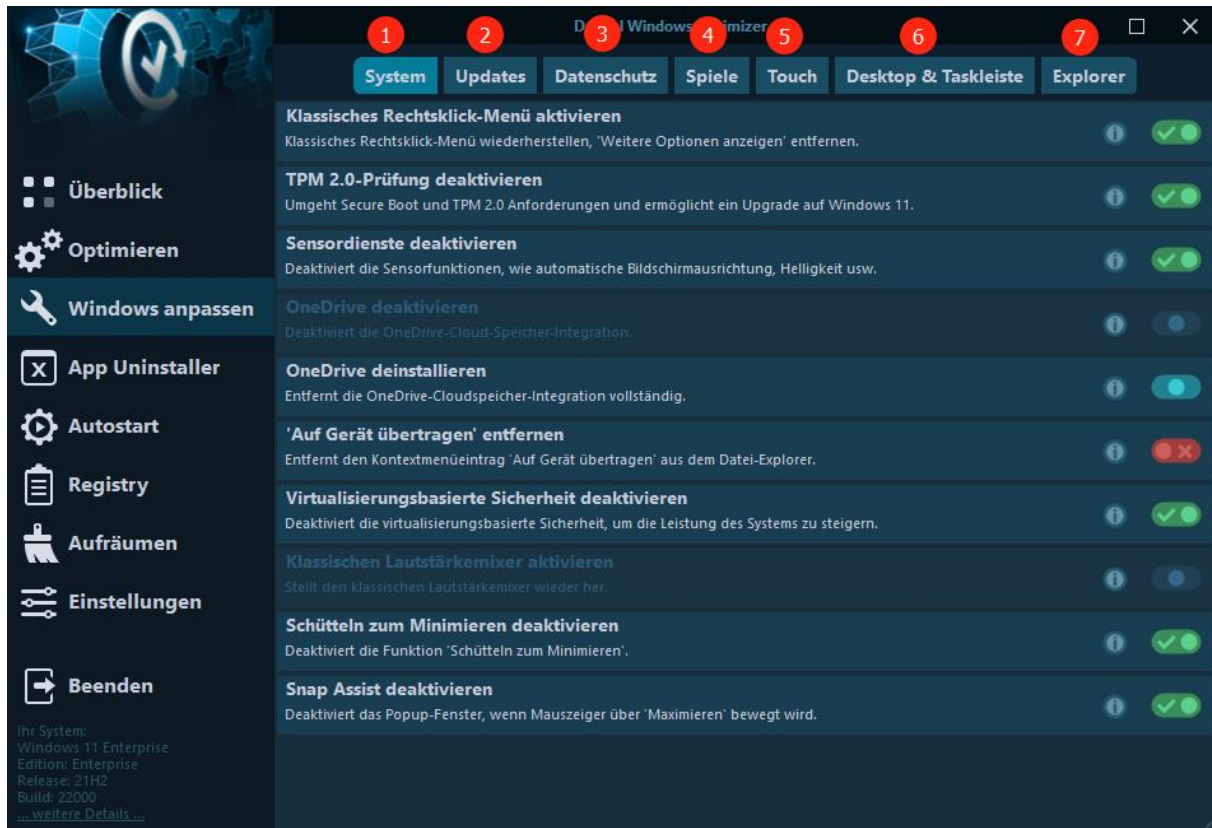 1
2
3
4
5
6
7
System
Updates
Datenschutz
Spiele
Touch
Desktop & Taskleiste
Explorer
Überblick
Optimieren
Windows anpassen
App Uninstaller
Autostart
Registry
Aufräumen
Einstellungen
Beenden
Ihr System:
Windows 11 Enterprise
Edition: Enterprise
Release: 21H2
Build: 22000
... weitere Details ...
Klassisches Rechtsklick-Menü aktivieren
Klassisches Rechtsklick-Menü wiederherstellen, 'Weitere Optionen anzeigen' entfernen.
TPM 2.0-Prüfung deaktivieren
Umgeht Secure Boot und TPM 2.0 Anforderungen und ermöglicht ein Upgrade auf Windows 11.
Sensordienste deaktivieren
Deaktiviert die Sensorfunktionen, wie automatische Bildschirmausrichtung, Helligkeit usw.
OneDrive deaktivieren
Deaktiviert die OneDrive-Cloud-Speicher-Integration.
OneDrive deinstallieren
Entfernt die OneDrive-Cloudspeicher-Integration vollständig.
'Auf Gerät übertragen' entfernen
Entfernt den Kontextmenüeintrag 'Auf Gerät übertragen' aus dem Datei-Explorer.
Virtualisierungsbasierte Sicherheit deaktivieren
Deaktiviert die virtualisierungsbasierte Sicherheit, um die Leistung des Systems zu steigern.
Klassischen Lautstärkemixer aktivieren
Stellt den klassischen Lautstärkemixer wieder her.
Schütteln zum Minimieren deaktivieren
Deaktiviert die Funktion 'Schütteln zum Minimieren'.
Snap Assist deaktivieren
Deaktiviert das Popup-Fenster, wenn Mauszeiger über 'Maximieren' bewegt wird.